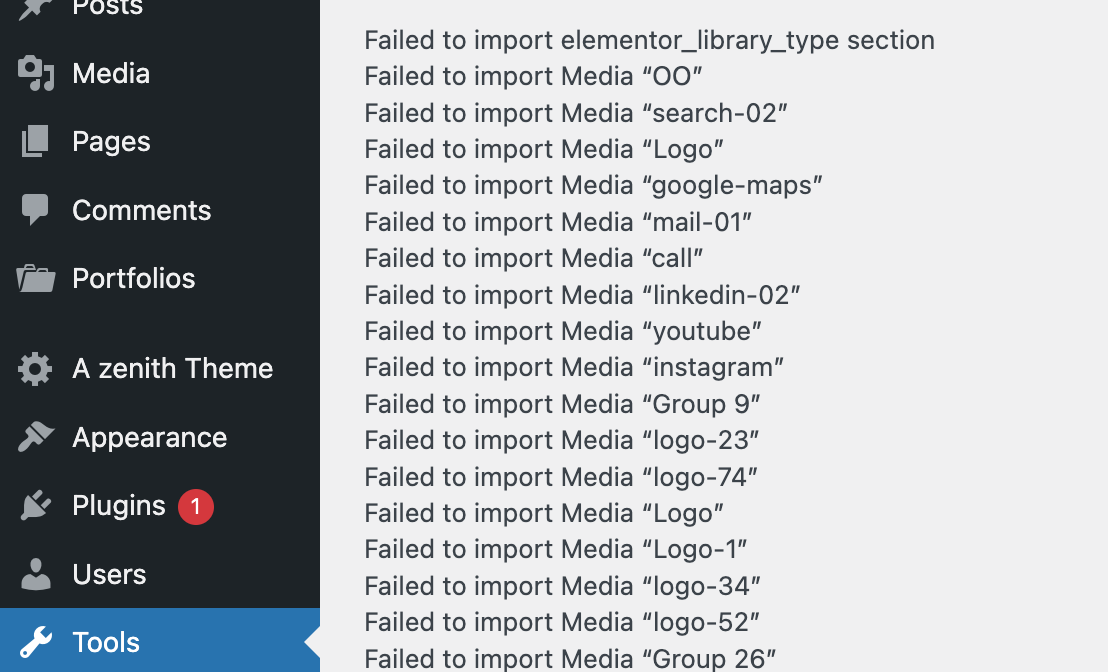 Posts
Media
Pages
Comments
Portfolios
A zenith Theme
Appearance
Plugins 1
Users
Tools
Failed to import elementor_library_type section
Failed to import Media “OO”
Failed to import Media “search-02”
Failed to import Media “Logo”
Failed to import Media “google-maps”
Failed to import Media “mail-01”
Failed to import Media “call”
Failed to import Media “linkedin-02”
Failed to import Media “youtube”
Failed to import Media “instagram”
Failed to import Media “Group 9”
Failed to import Media “logo-23”
Failed to import Media “logo-74”
Failed to import Media “Logo”
Failed to import Media “Logo-1”
Failed to import Media “logo-34”
Failed to import Media “logo-52”
Failed to import Media “Group 26”